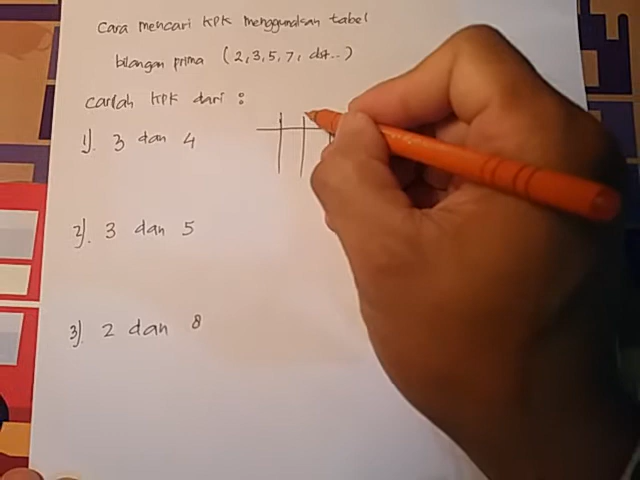 Cara mencari KPK menggunakan tabel
bilangan prima (2, 3, 5, 7, dst..)
Carilah KPK dari :
1). 3 dan 4
2). 3 dan 5
3). 2 dan 8